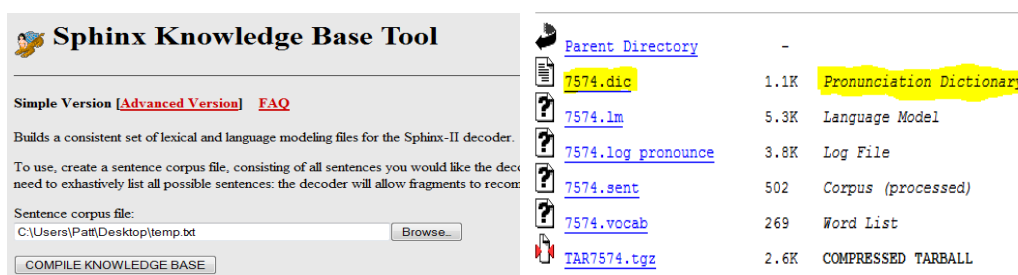 Sphinx Knowledge Base Tool
Simple Version [Advanced Version] FAQ
Builds a consistent set of lexical and language modeling files for the Sphinx-II decoder.
To use, create a sentence corpus file, consisting of all sentences you would like the
need to exhastively list all possible sentences: the decoder will allow fragments to
Sentence corpus file:
C:\Users\Patt\Desktop\temp.txt Browse...
COMPILE KNOWLEDGE BASE
Parent Directory -
7574.dic 1.1K Pronunciation Dictionary
7574.lm 5.3K Language Model
7574.log pronounce 3.8K Log File
7574.sent 502 Corpus (processed)
7574.vocab 269 Word List
TAR7574.tgz 2.6K COMPRESSED TARBALL